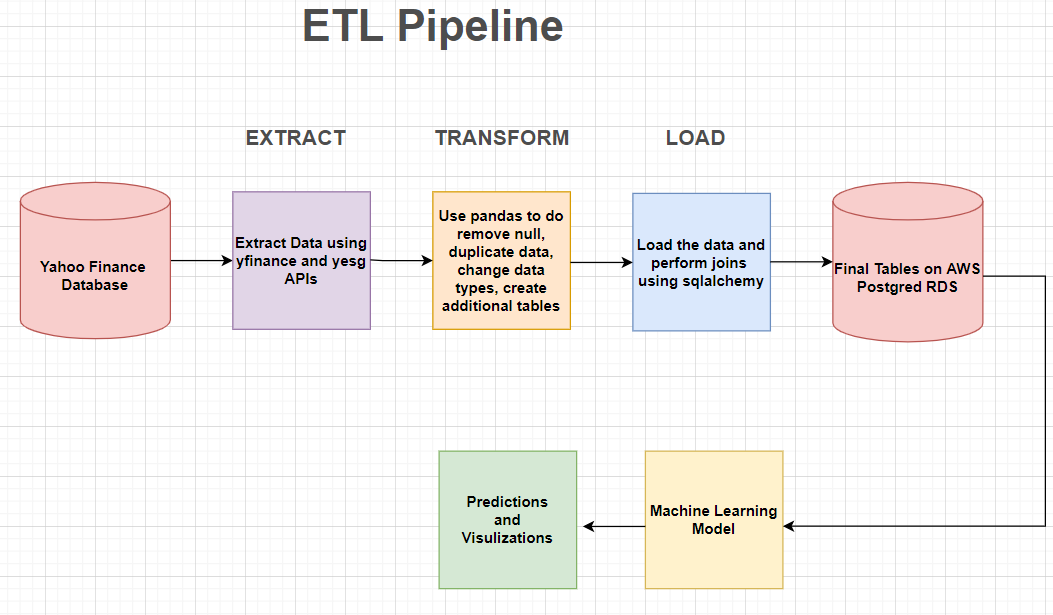 ETL Pipeline
EXTRACT
TRANSFORM
LOAD
Yahoo Finance
Database
Extract Data using
yfinance and yesg
APIs
Use pandas to do
remove null,
duplicate data,
change data
types, create
additional tables
Load the data and
perform joins
using sqlalchemy
Final Tables on AWS
Postgred RDS
Predictions
and
Visulizations
Machine Learning
Model